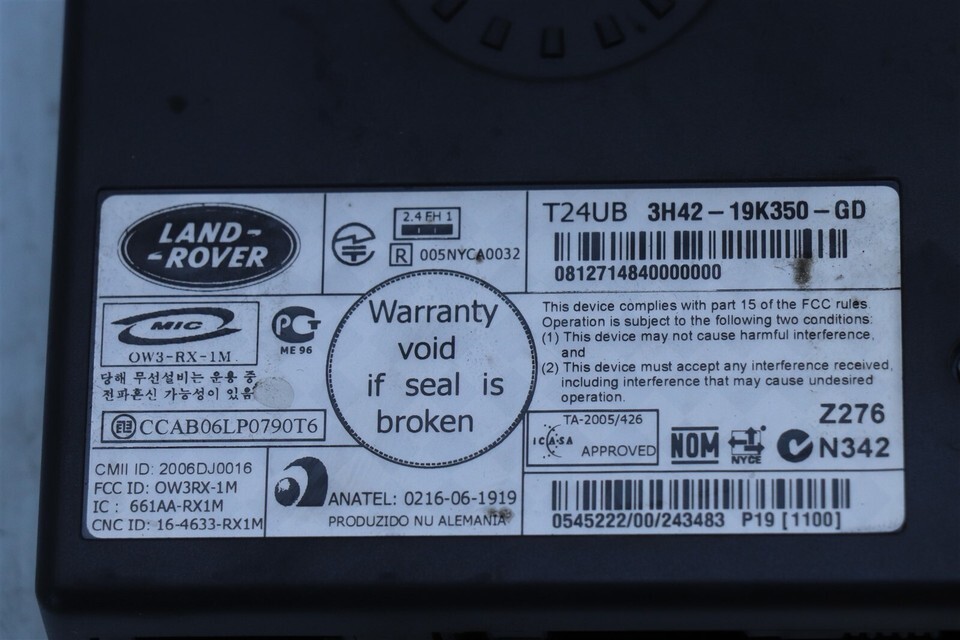 LAND-
-ROVER
2.4 FH 1
R 005NYCA0032
T24UB 3H42-19K350-GD
0812714840000000
MIC
OW3-RX-1M
당해 무선설비는 운용 중
전파혼신 가능성이 있음
ME 96
CCAB06LP0790T6
Warranty
void
if seal is
broken
This device complies with part 15 of the FCC rules.
Operation is subject to the following two conditions:
(1) This device may not cause harmful interference,
and
(2) This device must accept any interference received,
including interference that may cause undesired
operation.
TA-2005/426
ICASA
APPROVED
NOM
NYCE
Z276
N342
CMII ID: 2006DJ0016
FCC ID: OW3RX-1M
IC : 661AA-RX1M
CNC ID: 16-4633-RX1M
ANATEL: 0216-06-1919
PRODUZIDO NU ALEMANIA
0545222/00/243483 P19 [1100]